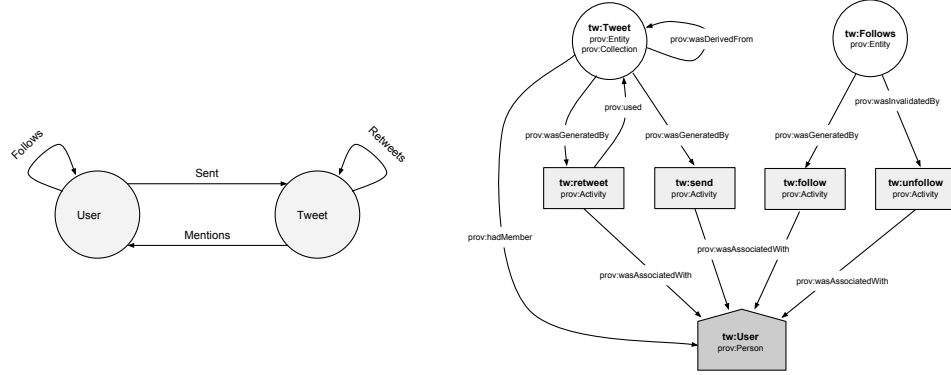 Follows
User
Sent
Mentions
Retweets
Tweet
tw:Tweet
prov:Entity
prov:Collection
prov:wasDerivedFrom
tw:Follows
prov:Entity
prov:used
prov:wasInvalidatedBy
prov:wasGeneratedBy
prov:wasGeneratedBy
prov:wasGeneratedBy
tw:retweet
prov:Activity
tw:send
prov:Activity
tw:follow
prov:Activity
tw:unfollow
prov:Activity
prov:hadMember
prov:wasAssociatedWith
prov:wasAssociatedWith
prov:wasAssociatedWith
tw:User
prov:Person